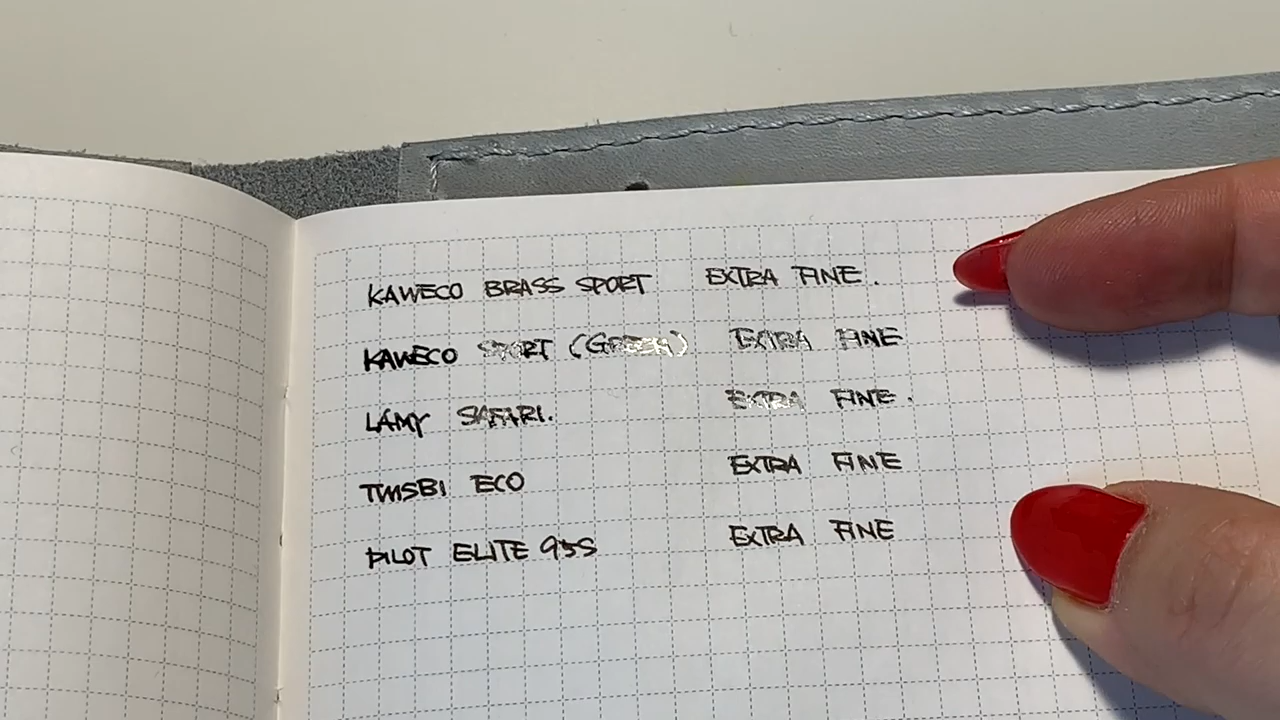 KAWECO BRASS SPORT EXTRA FINE.
KAWECO SPORT (GREEN) EXTRA FINE
LAMY SAFARI. EXTRA FINE.
TWSBI ECO EXTRA FINE
PILOT ELITE 95S EXTRA FINE